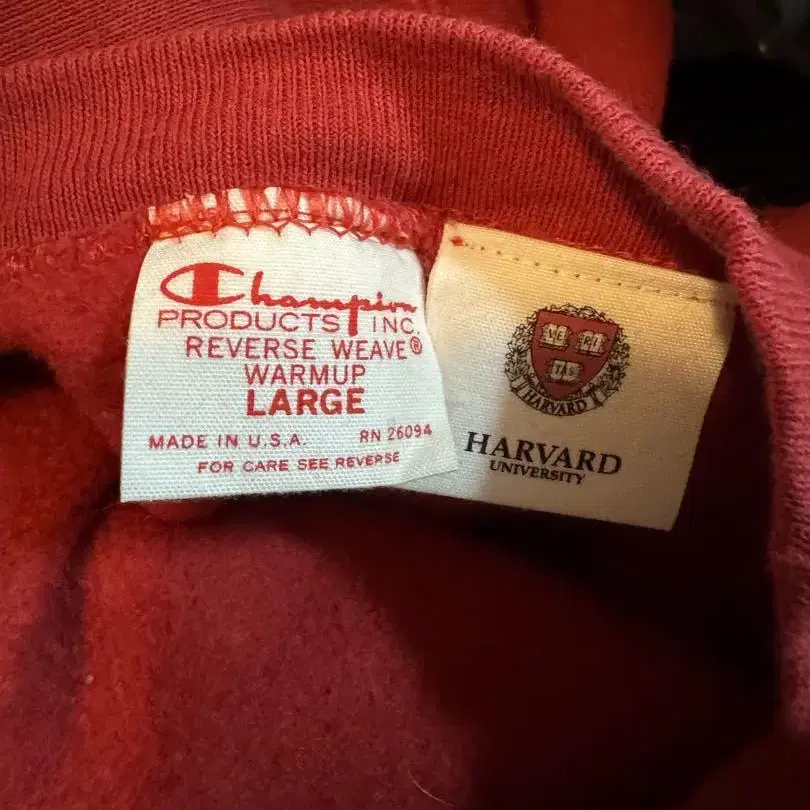 Champion
PRODUCTS INC.
REVERSE WEAVE®
WARMUP
LARGE
MADE IN U.S.A. RN 26094
FOR CARE SEE REVERSE
VE RI
TAS
HARVARD
HARVARD
UNIVERSITY